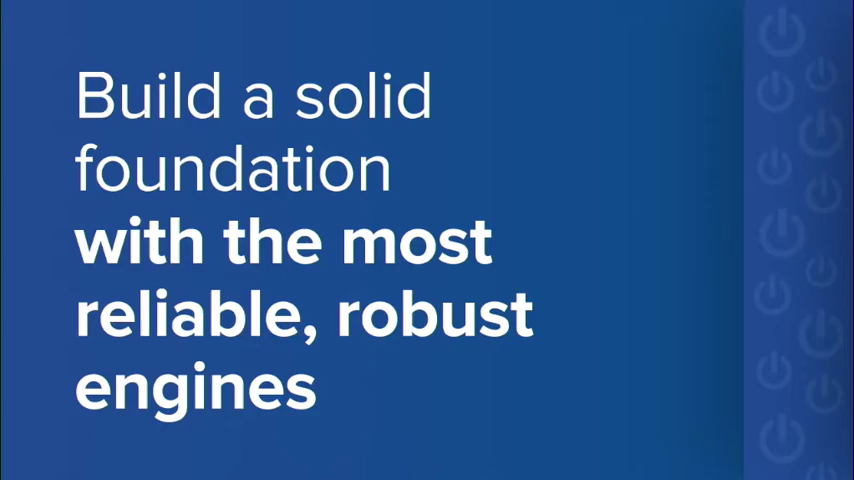 Build a solid
foundation
with the most
reliable, robust
engines